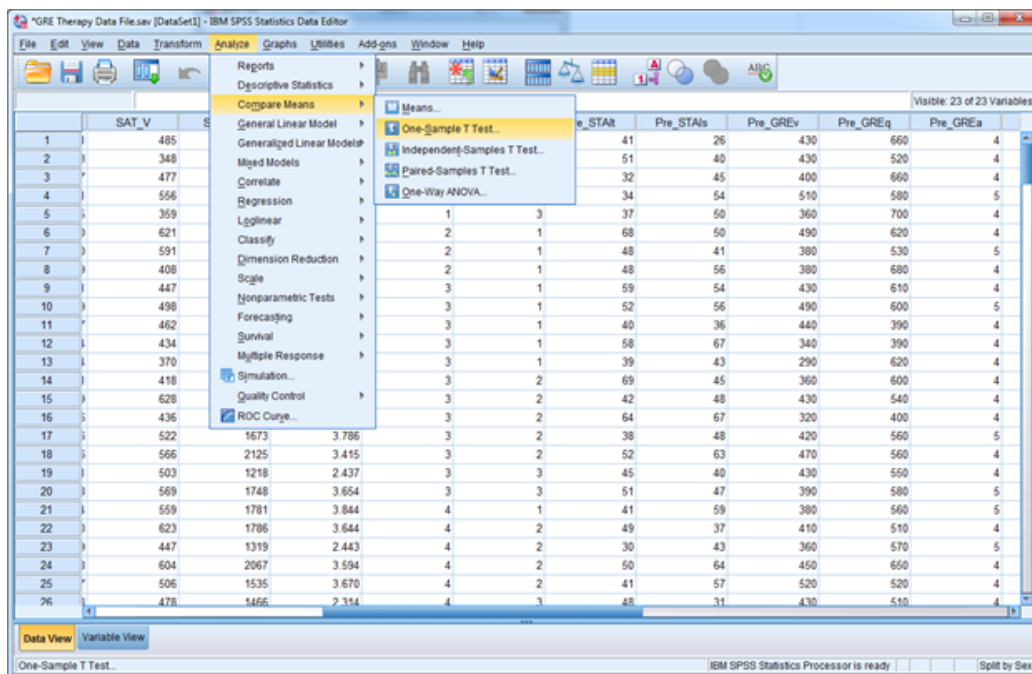 *GRE Therapy Data File.sav [DataSet1] - IBM SPSS Statistics Data Editor
File Edit View Data Transform Analyze Graphs Utilities Add-ons Window Help
Visible: 23 of 23 Variables
Reports
Descriptive Statistics
Compare Means
General Linear Model
Generalized Linear Models
Mixed Models
Correlate
Regression
Loglinear
Classify
Dimension Reduction
Scale
Nonparametric Tests
Forecasting
Survival
Multiple Response
Simulation...
Quality Control
ROC Curve...
Means...
One-Sample T Test...
Independent-Samples T Test...
Paired-Samples T Test...
One-Way ANOVA...
SAT_V Pre_STAIs Pre_GREv Pre_GREq Pre_GREa
1 485 41 26 430 660 4
2 348 51 40 430 520 4
3 477 32 45 400 660 4
4 556 34 54 510 580 5
5 359 1 3 37 50 360 700 4
6 621 2 1 68 50 490 620 4
7 591 2 1 48 41 380 530 5
8 408 2 1 48 56 380 680 4
9 447 3 1 59 54 430 610 4
10 498 3 1 52 56 490 600 5
11 462 3 1 40 36 440 390 4
12 434 3 1 58 67 340 390 4
13 370 3 1 39 43 290 620 4
14 418 3 2 69 45 360 600 4
15 628 3 2 42 48 430 540 4
16 436 3 2 64 67 320 400 4
17 522 1673 3.786 3 2 38 48 420 560 5
18 566 2125 3.415 3 2 52 63 470 560 4
19 503 1218 2.437 3 3 45 40 430 550 4
20 569 1748 3.654 3 3 51 47 390 580 5
21 559 1781 3.844 4 1 41 59 380 560 5
22 623 1786 3.644 4 2 49 37 410 510 4
23 447 1319 2.443 4 2 30 43 360 570 5
24 604 2067 3.594 4 2 50 64 450 650 4
25 506 1535 3.670 4 2 41 57 520 520 4
26 478 1466 2.314 4 3 48 31 430 510 4
Data View Variable View
One-Sample T Test... IBM SPSS Statistics Processor is ready Split by Sex